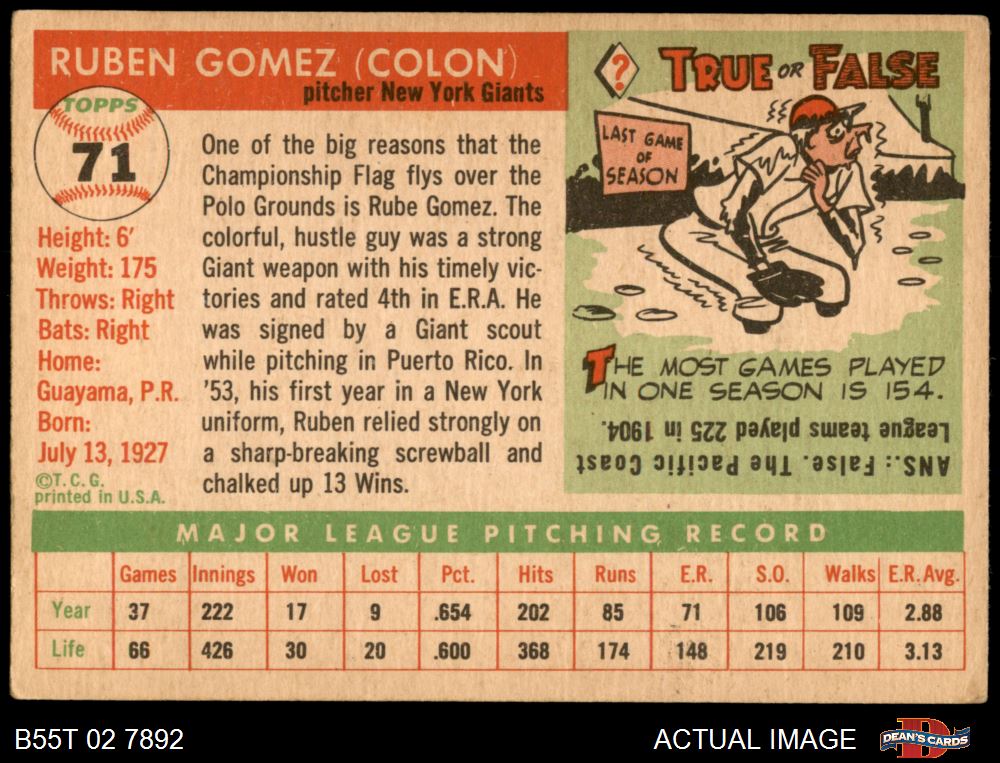 RUBEN GOMEZ (COLON)
pitcher New York Giants
TOPPS
71
Height: 6'
Weight: 175
Throws: Right
Bats: Right
Home:
Guayama, P.R.
Born:
July 13, 1927
©T. C. G.
printed in U.S.A.
One of the big reasons that the
Championship Flag flys over the
Polo Grounds is Rube Gomez. The
colorful, hustle guy was a strong
Giant weapon with his timely vic-
tories and rated 4th in E.R.A. He
was signed by a Giant scout
while pitching in Puerto Rico. In
'53, his first year in a New York
uniform, Ruben relied strongly on
a sharp-breaking screwball and
chalked up 13 Wins.
? TRUE OR FALSE
LAST GAME
OF
SEASON
THE MOST GAMES PLAYED
IN ONE SEASON IS 154.
ANS.: False. The Pacific Coast
League teams played 225 in 1904.
MAJOR LEAGUE PITCHING RECORD
Games Innings Won Lost Pct. Hits Runs E.R. S.O. Walks E.R. Avg.
Year 37 222 17 9 .654 202 85 71 106 109 2.88
Life 66 426 30 20 .600 368 174 148 219 210 3.13
B55T 02 7892
ACTUAL IMAGE
D
DEAN'S CARDS